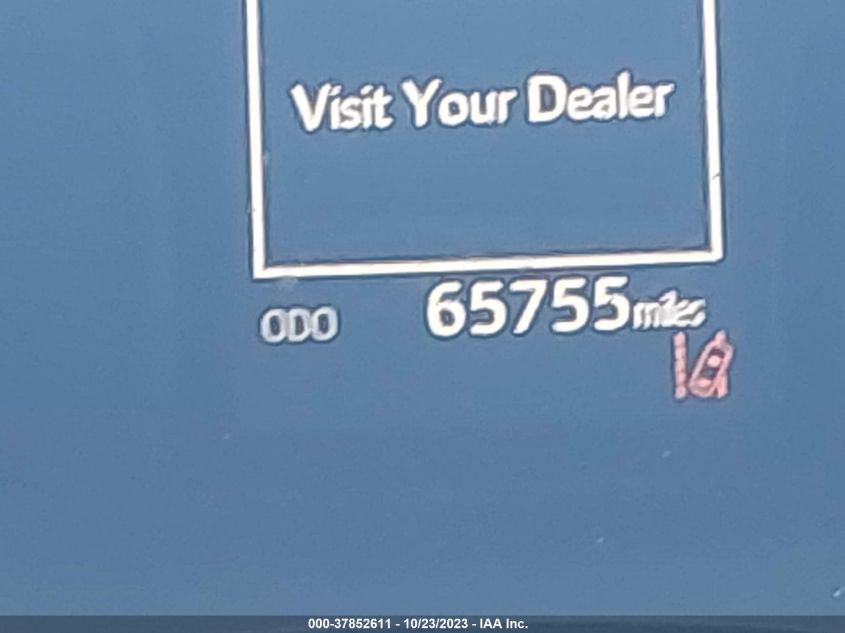 Visit Your Dealer
ODO 65755 miles
000-37852611 - 10/23/2023 - IAA Inc.